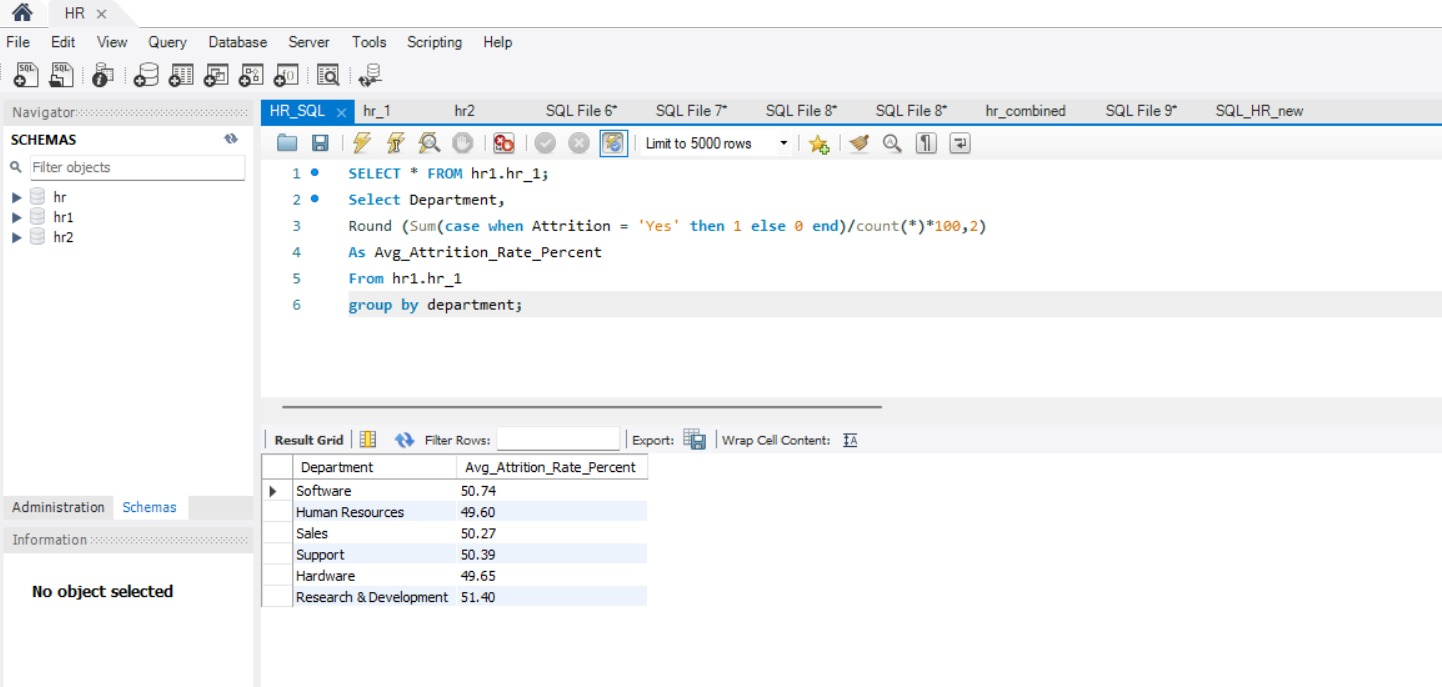 HR
File Edit View Query Database Server Tools Scripting Help
SQL SQL
Navigator
SCHEMAS
Filter objects
hr
hr1
hr2
Administration Schemas
Information
No object selected
HR_SQL hr_1 hr2 SQL File 6* SQL File 7* SQL File 8* SQL File 8* hr_combined SQL File 9* SQL_HR_new
Limit to 5000 rows
1 SELECT * FROM hr1.hr_1;
2 Select Department,
3 Round (Sum(case when Attrition = 'Yes' then 1 else 0 end)/count(*)*100,2)
4 As Avg_Attrition_Rate_Percent
5 From hr1.hr_1
6 group by department;
Result Grid Filter Rows: Export: Wrap Cell Content: IA
Department Avg_Attrition_Rate_Percent
Software 50.74
Human Resources 49.60
Sales 50.27
Support 50.39
Hardware 49.65
Research & Development 51.40